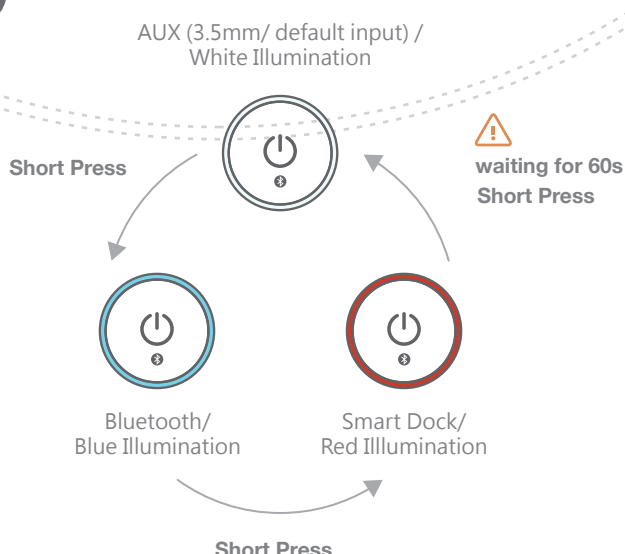 AUX (3.5mm/ default input) /
White Illumination
Short Press
waiting for 60s
Short Press
Bluetooth/
Blue Illumination
Smart Dock/
Red Illlumination
Short Press